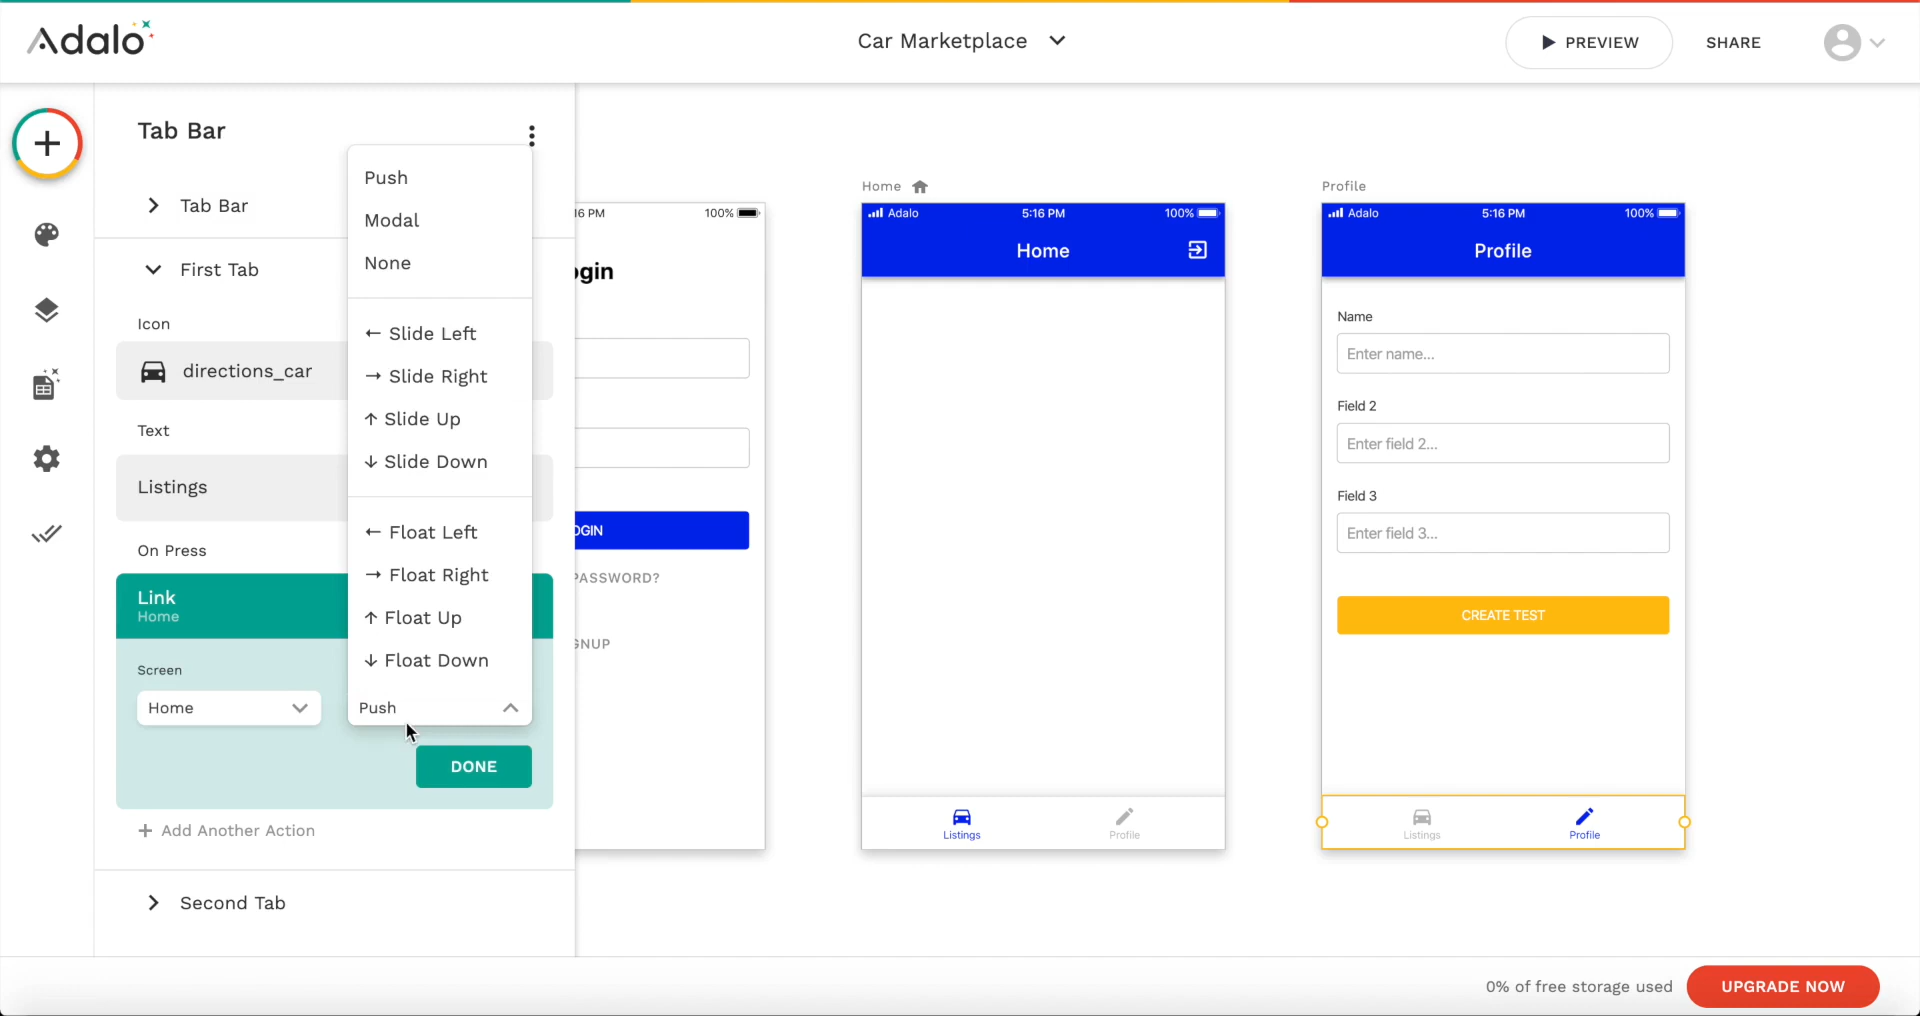 Adalo
Car Marketplace
PREVIEW
SHARE
Tab Bar
Tab Bar
First Tab
Icon
directions_car
Text
Listings
On Press
Link
Home
Screen
Home
DONE
+ Add Another Action
Second Tab
Push
Modal
None
← Slide Left
→ Slide Right
↑ Slide Up
↓ Slide Down
← Float Left
→ Float Right
↑ Float Up
↓ Float Down
Push
16 PM
100%
ogin
OGIN
PASSWORD?
GNUP
Home
Adalo
5:16 PM
100%
Home
Listings
Profile
Profile
Adalo
5:16 PM
100%
Profile
Name
Enter name...
Field 2
Enter field 2...
Field 3
Enter field 3...
CREATE TEST
Listings
Profile
0% of free storage used
UPGRADE NOW